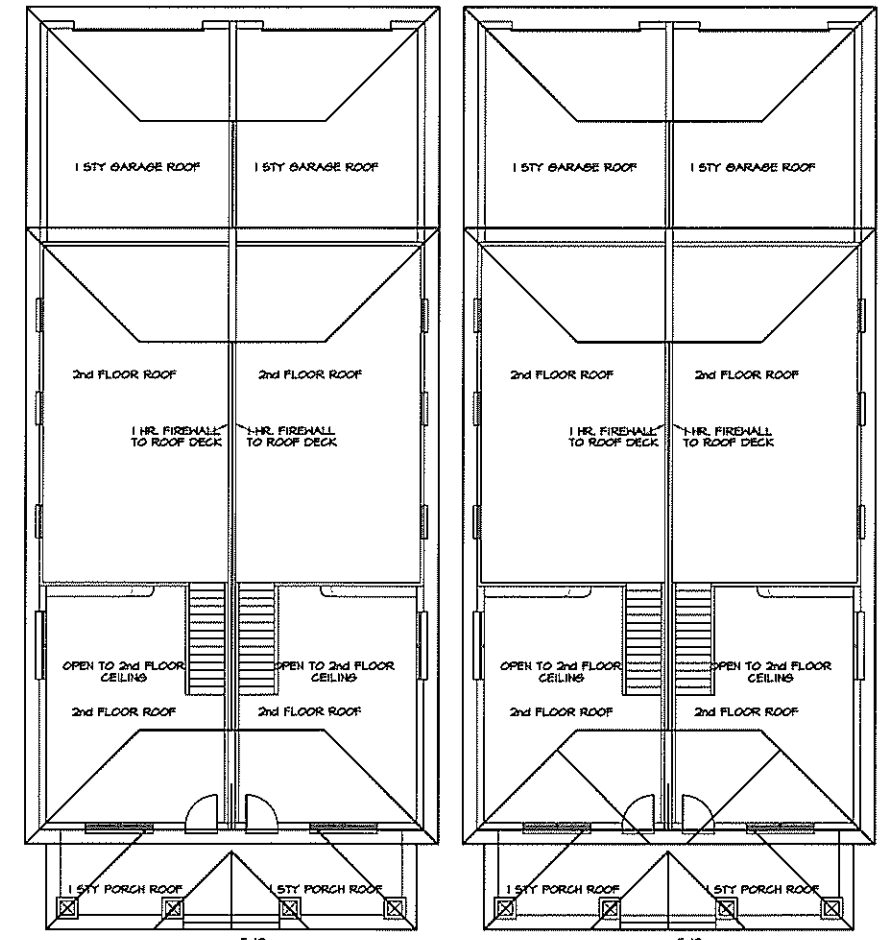 1 STY GARAGE ROOF
1 STY GARAGE ROOF
2nd FLOOR ROOF
2nd FLOOR ROOF
1 HR. FIREWALL
TO ROOF DECK
1 HR. FIREWALL
TO ROOF DECK
OPEN TO 2nd FLOOR
CEILING
OPEN TO 2nd FLOOR
CEILING
2nd FLOOR ROOF
2nd FLOOR ROOF
1 STY PORCH ROOF
1 STY PORCH ROOF
1 STY GARAGE ROOF
1 STY GARAGE ROOF
2nd FLOOR ROOF
2nd FLOOR ROOF
1 HR. FIREWALL
TO ROOF DECK
1 HR. FIREWALL
TO ROOF DECK
OPEN TO 2nd FLOOR
CEILING
OPEN TO 2nd FLOOR
CEILING
2nd FLOOR ROOF
2nd FLOOR ROOF
1 STY PORCH ROOF
1 STY PORCH ROOF